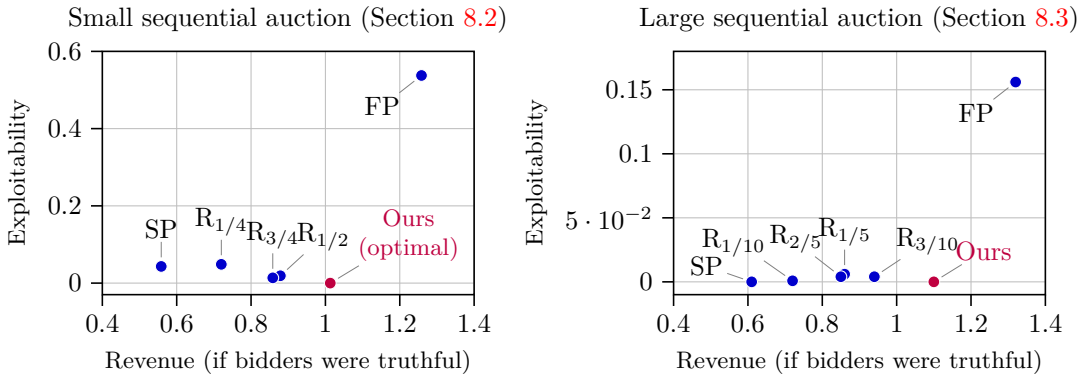 Small sequential auction (Section 8.2)
0.6
0.4
0.2
0
Exploitability
FP
SP
R1/4
R3/4
R1/2
Ours
(optimal)
0.4 0.6 0.8 1 1.2 1.4
Revenue (if bidders were truthful)
Large sequential auction (Section 8.3)
0.15
0.1
5 · 10−2
0
Exploitability
FP
SP
R1/10
R2/5
R1/5
R3/10
Ours
0.4 0.6 0.8 1 1.2 1.4
Revenue (if bidders were truthful)